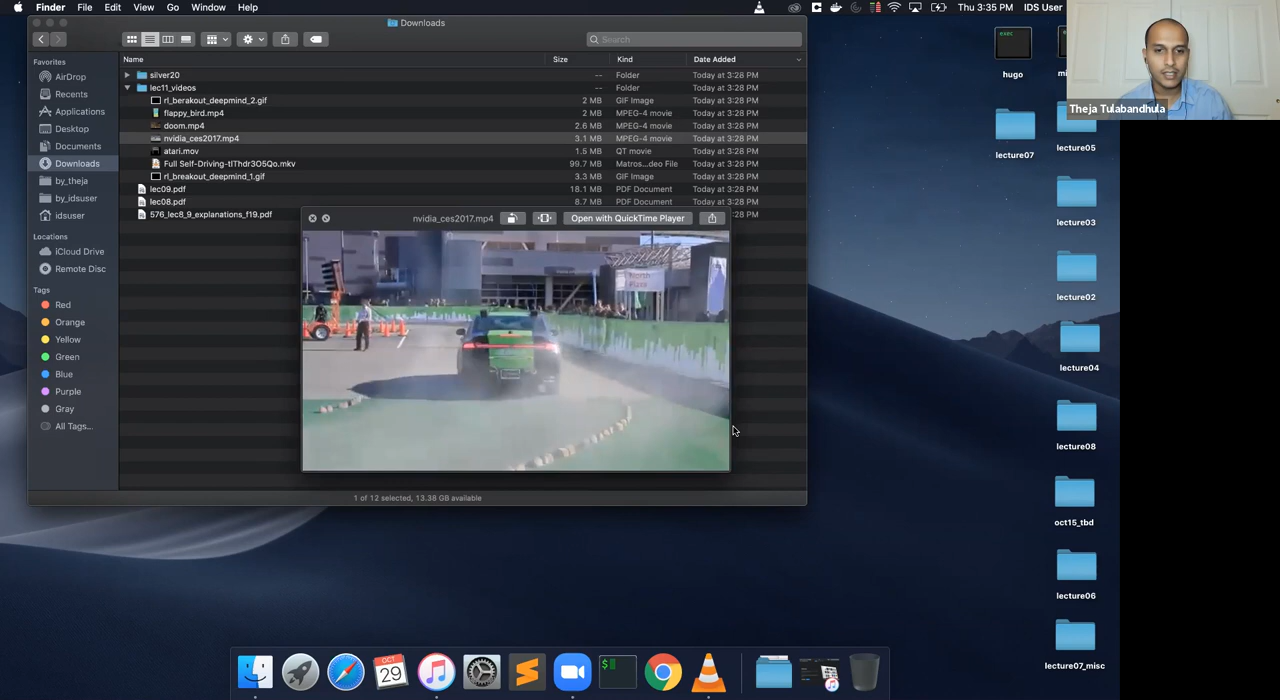 Finder File Edit View Go Window Help
Thu 3:35 PM IDS User
Downloads
Search
Favorites
AirDrop
Recents
Applications
Desktop
Documents
Downloads
by_theja
by_idsuser
idsuser
Locations
iCloud Drive
Remote Disc
Tags
Red
Orange
Yellow
Green
Blue
Purple
Gray
All Tags...
Name Size Kind Date Added
silver20 -- Folder Today at 3:28 PM
lec11_videos -- Folder Today at 3:28 PM
rl_berakout_deepmind_2.gif 2 MB GIF Image Today at 3:28 PM
flappy_bird.mp4 2 MB MPEG-4 movie Today at 3:28 PM
doom.mp4 2.6 MB MPEG-4 movie Today at 3:28 PM
nvidia_ces2017.mp4 3.1 MB MPEG-4 movie Today at 3:28 PM
atari.mov 1.5 MB QT movie Today at 3:28 PM
Full Self-Driving-tlThdr3O5Qo.mkv 99.7 MB Matros...deo File Today at 3:28 PM
rl_breakout_deepmind_1.gif 3.3 MB GIF Image Today at 3:28 PM
lec09.pdf 18.1 MB PDF Document Today at 3:28 PM
lec08.pdf 8.7 MB PDF Document Today at 3:28 PM
576_lec8_9_explanations_f19.pdf :28 PM
nvidia_ces2017.mp4 Open with QuickTime Player
North
Plaza
1 of 12 selected, 13.38 GB available
exec
hugo
Theja Tulabandhula
lecture07
lecture05
lecture03
lecture02
lecture04
lecture08
oct15_tbd
lecture06
lecture07_misc
OCT
29